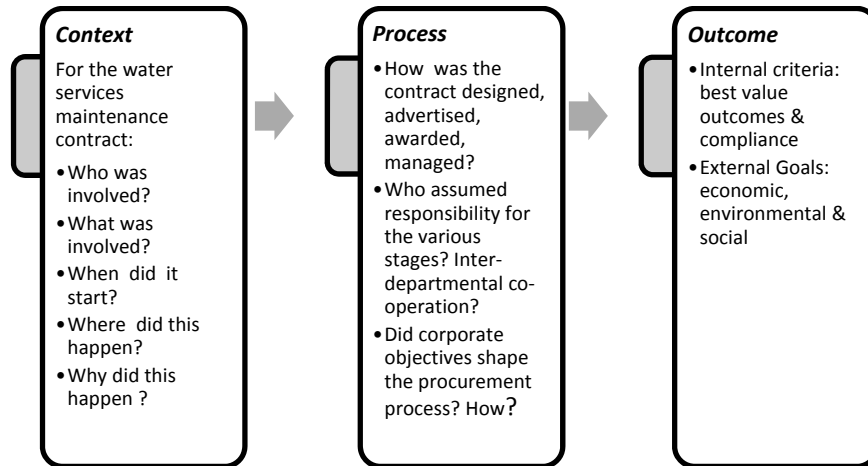 Context
For the water
services
maintenance
contract:
•Who was
involved?
•What was
involved?
•When did it
start?
•Where did this
happen?
•Why did this
happen ?
Process
•How was the
contract designed,
advertised,
awarded,
managed?
•Who assumed
responsibility for
the various
stages? Inter-
departmental co-
operation?
•Did corporate
objectives shape
the procurement
process? How?
Outcome
•Internal criteria:
best value
outcomes &
compliance
•External Goals:
economic,
environmental &
social